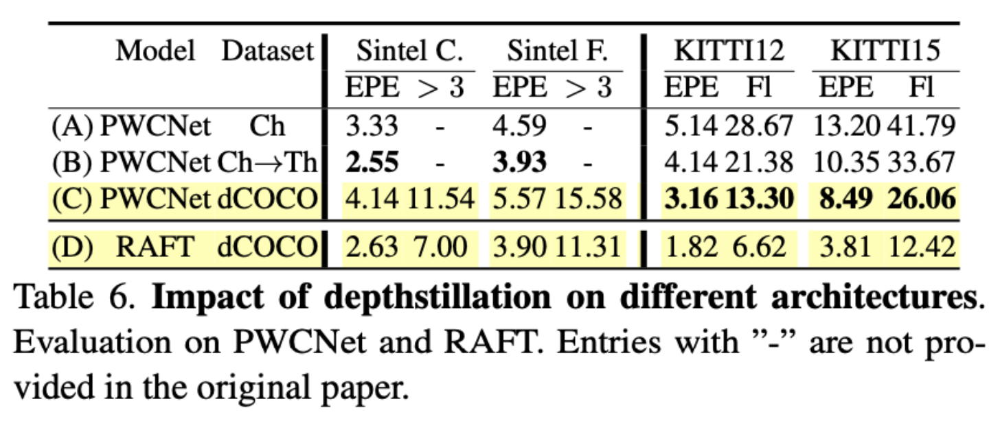 Model Dataset Sintel C. Sintel F. KITTI12 KITTI15
EPE > 3 EPE > 3 EPE Fl EPE Fl
(A) PWCNet Ch 3.33 - 4.59 - 5.14 28.67 13.20 41.79
(B) PWCNet Ch→Th 2.55 - 3.93 - 4.14 21.38 10.35 33.67
(C) PWCNet dCOCO 4.14 11.54 5.57 15.58 3.16 13.30 8.49 26.06
(D) RAFT dCOCO 2.63 7.00 3.90 11.31 1.82 6.62 3.81 12.42
Table 6. Impact of depthstillation on different architectures.
Evaluation on PWCNet and RAFT. Entries with ”-” are not pro-
vided in the original paper.